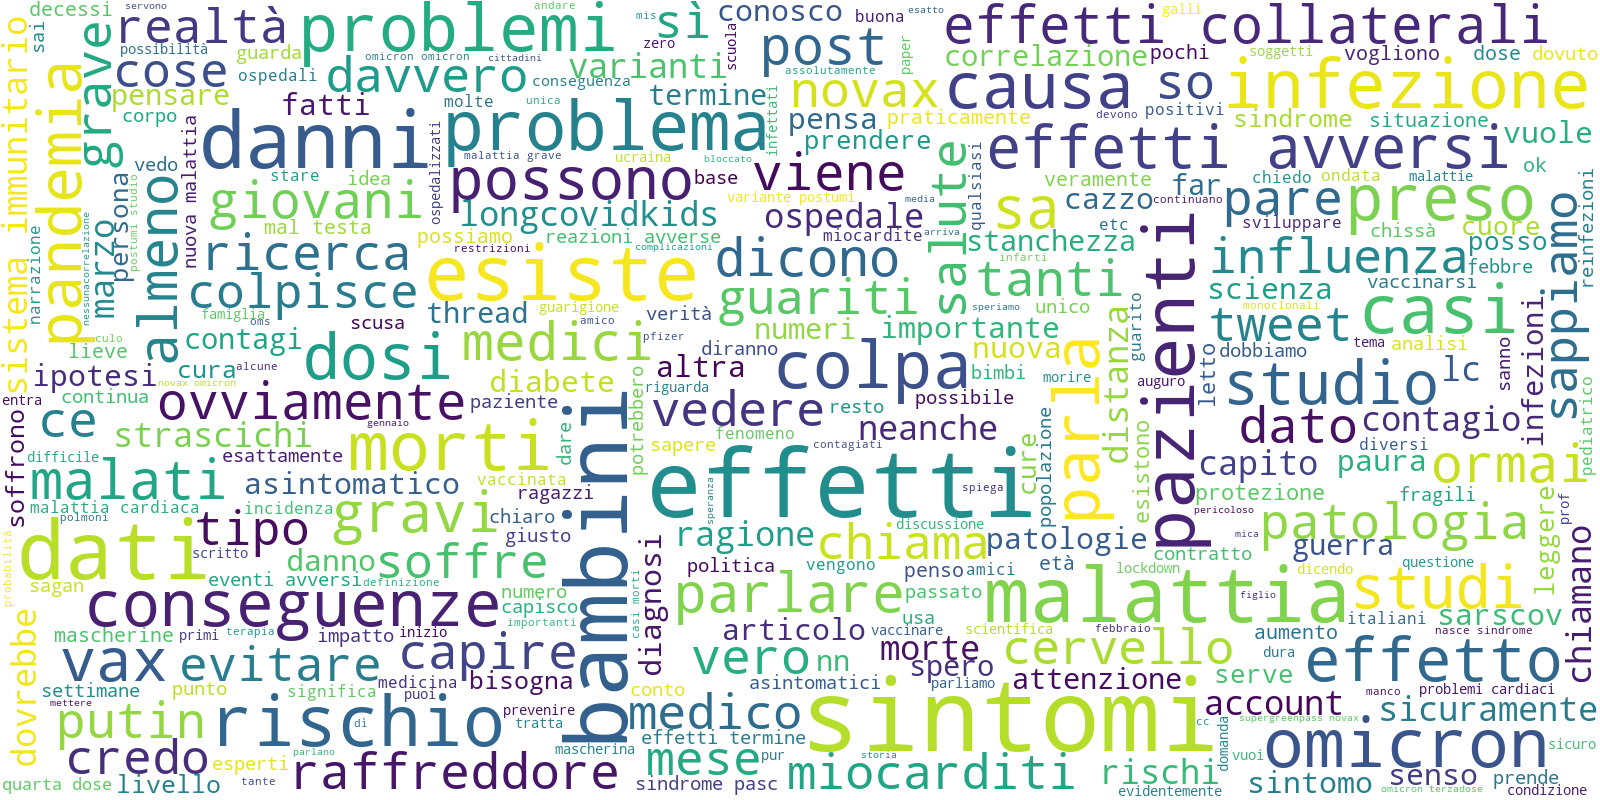 decessi
servono
andare
mis
sì
conosco
buona
esatto
effetti collaterali
galli
sistema immunitario
sai
realtà
problemi
zero
scuola
post
paper
correlazione
pochi
soggetti
vogliono
dose
dovuto
grave
possibilità
guarda
omicron omicron
cittadini
varianti
assolutamente
cose
ospedali
davvero
conseguenza
termine
novax
causa
so
infezione
pandemia
pensare
fatti
molte
unica
infettati
devono
positivi
corpo
danni
problema
pensa
praticamente
sindrome
situazione
vuole
nuova malattia
ospedalizzati
malattia grave
ucraina
bloccato
prendere
effetti avversi
ok
vedo
persona
almeno
stare
idea
possono
base
viene
salute
qualsiasi
veramente
chiedo
ondata
malattie
giovani
variante postumi
media
sa
cazzo
far
continuano
pare
preso
reinfezioni
marzo
postumi studio
nessunacorrelazione
narrazione
mal testa
longcovidkids
ospedale
arriva
etc
sviluppare
chissà
cuore
possiamo
reazioni avverse
miocardite
stanchezza
pazienti
posso
sappiamo
ricerca
restrizioni
complicazioni
dicono
infarti
influenza
febbre
colpisce
esiste
guariti
tanti
scienza
vaccinarsi
famiglia
oms
thread
guarigione
amico
verità
speriamo
unico
monoclonali
casi
culo
contagi
scusa
pfizer
numeri
importante
distanza
guarito
tweet
infezioni
lieve
cura
alcune
dosi
medici
diranno
nuova
parla
letto
dobbiamo
tema
analisi
ipotesi
novax omicron
altra
colpa
bimbi
morire
auguro
studio
lc
sanno
entra
continua
ovviamente
diabete
potrebbero
riguarda
possibile
pediatrico
ce
gennaio
paziente
bambini
vedere
resto
neanche
dato
contagio
strascichi
morti
dare
sapere
fenomeno
contagiati
cure
popolazione
esistono
diversi
soffrono
difficile
esattamente
capito
paura
ormai
malati
asintomatico
vaccinata
effetti
spiega
protezione
fragili
malattia cardiaca
incidenza
ragazzi
speranza
pericoloso
leggere
prof
polmoni
tipo
gravi
chiaro
discussione
patologia
probabilità
dati
scritto
giusto
diagnosi
ragione
chiama
patologie
mica
guerra
danno
soffre
casi morti
politica
vengono
penso
amici
età
contratto
questione
chiamano
sagan
eventi avversi
definizione
lockdown
dicendo
dovrebbe
conseguenze
numero
capisco
parlare
passato
malattia
figlio
studi
importanti
usa
italiani
sarscov
mascherine
primi
terapia
impatto
inizio
articolo
vaccinare
scientifica
febbraio
aumento
nasce sindrome
vax
evitare
capire
vero
nn
morte
cervello
dura
effetto
medicina
bisogna
spero
serve
settimane
punto
significa
puoi
asintomatici
parliamo
attenzione
manco
problemi cardiaci
mettere
conto
account
putin
rischio
di
prevenire
medico
sintomi
cc
supergreenpass novax
sicuramente
tratta
effetti termine
domanda
credo
parlano
mascherina
pur
storia
vuoi
omicron
sicuro
esperti
raffreddore
mese
miocarditi
rischi
senso
prende
quarta dose
livello
tante
sindrome pasc
evidentemente
sintomo
omicron terzadose
condizione